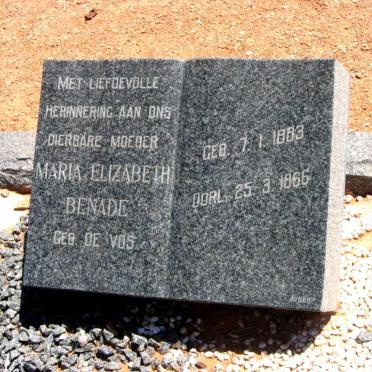 MET LIEFDEVOLLE
HERINNERING AAN ONS
DIERBARE MOEDER
MARIA ELIZABETH
BENADE
GEB. DE VOS
GEB. 7. 1. 1883
OORL. 25. 3. 1966